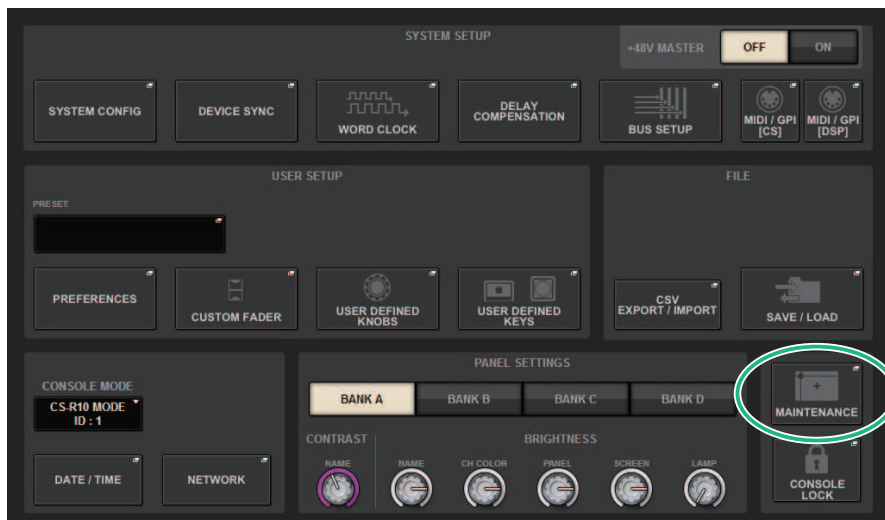 SYSTEM SETUP
+48V MASTER
OFF
ON
SYSTEM CONFIG
DEVICE SYNC
WORD CLOCK
DELAY
COMPENSATION
BUS SETUP
MIDI / GPI
[CS]
MIDI / GPI
[DSP]
USER SETUP
PRESET:
PREFERENCES
CUSTOM FADER
USER DEFINED
KNOBS
USER DEFINED
KEYS
FILE
CSV
EXPORT / IMPORT
SAVE / LOAD
CONSOLE MODE
CS-R10 MODE
ID : 1
DATE / TIME
NETWORK
PANEL SETTINGS
BANK A
BANK B
BANK C
BANK D
CONTRAST
BRIGHTNESS
NAME
NAME
CH COLOR
PANEL
SCREEN
LAMP
MAINTENANCE
CONSOLE
LOCK